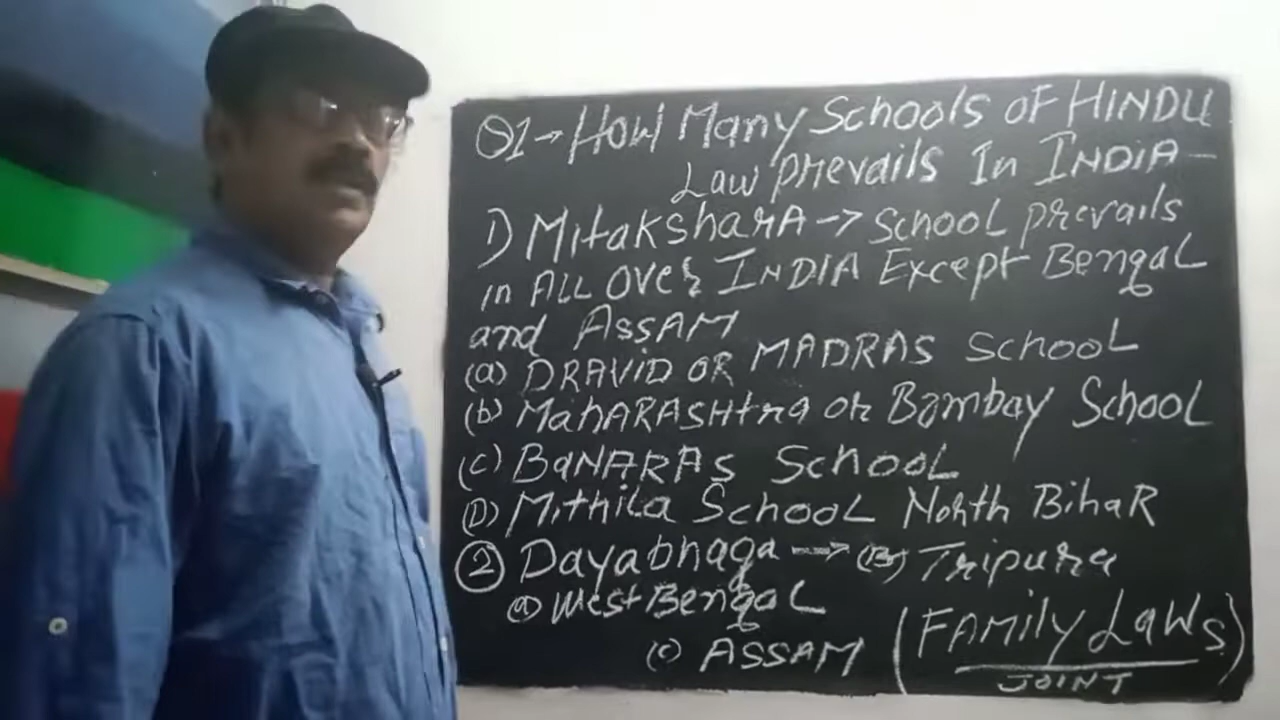 Q1→ HOW Many Schools OF HINDU
Law Prevails In INDIA-
1) MitaksharA → SCHOOL prevails
in ALL OVER INDIA Except BengaL
and ASSAM
(a) DRAVID OR MADRAS SCHOOL
(b) MaHARASHtra or Bombay SCHOOL
(C) BaNARAS SCHOOL
(D) Mithila SCHOOL North BihaR
② Dayabhaga → (B) Tripura
(a) West BengaL
(c) ASSAM
(FAMily LaWs)
JOINT